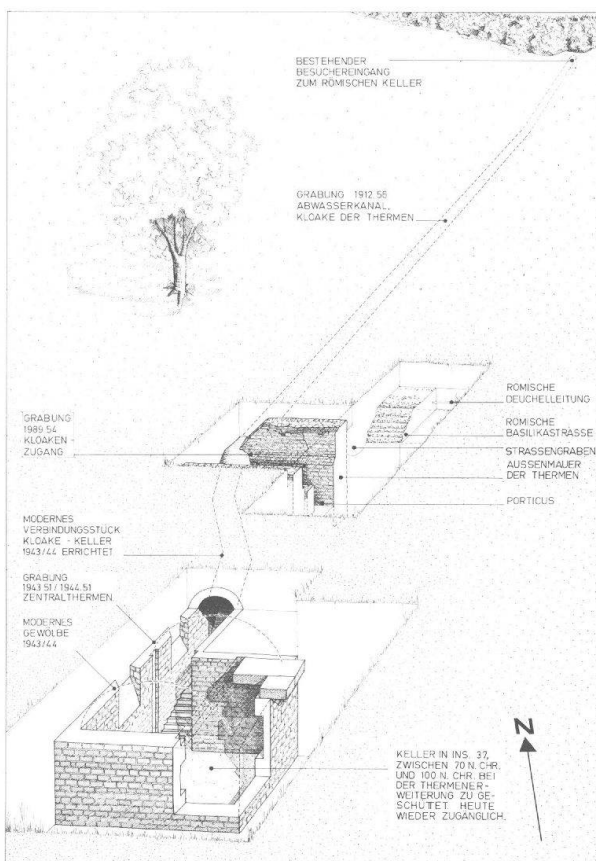 BESTEHENDER
BESUCHEREINGANG
ZUM RÖMISCHEN KELLER
GRABUNG 1912.56
ABWASSERKANAL,
KLOAKE DER THERMEN
RÖMISCHE
DEUCHELLEITUNG
RÖMISCHE
BASILIKASTRASSE
STRASSENGRABEN
AUSSENMAUER
DER THERMEN
PORTICUS
GRABUNG
1989.54
KLOAKEN-
ZUGANG
MODERNES
VERBINDUNGSSTÜCK
KLOAKE - KELLER
1943/44 ERRICHTET
GRABUNG
1943.51 / 1944.51
ZENTRALTHERMEN
MODERNES
GEWÖLBE
1943/44
N
KELLER IN INS. 37,
ZWISCHEN 70 N. CHR.
UND 100 N. CHR. BEI
DER THERMENER-
WEITERUNG ZU GE-
SCHÜTTET HEUTE
WIEDER ZUGÄNGLICH.